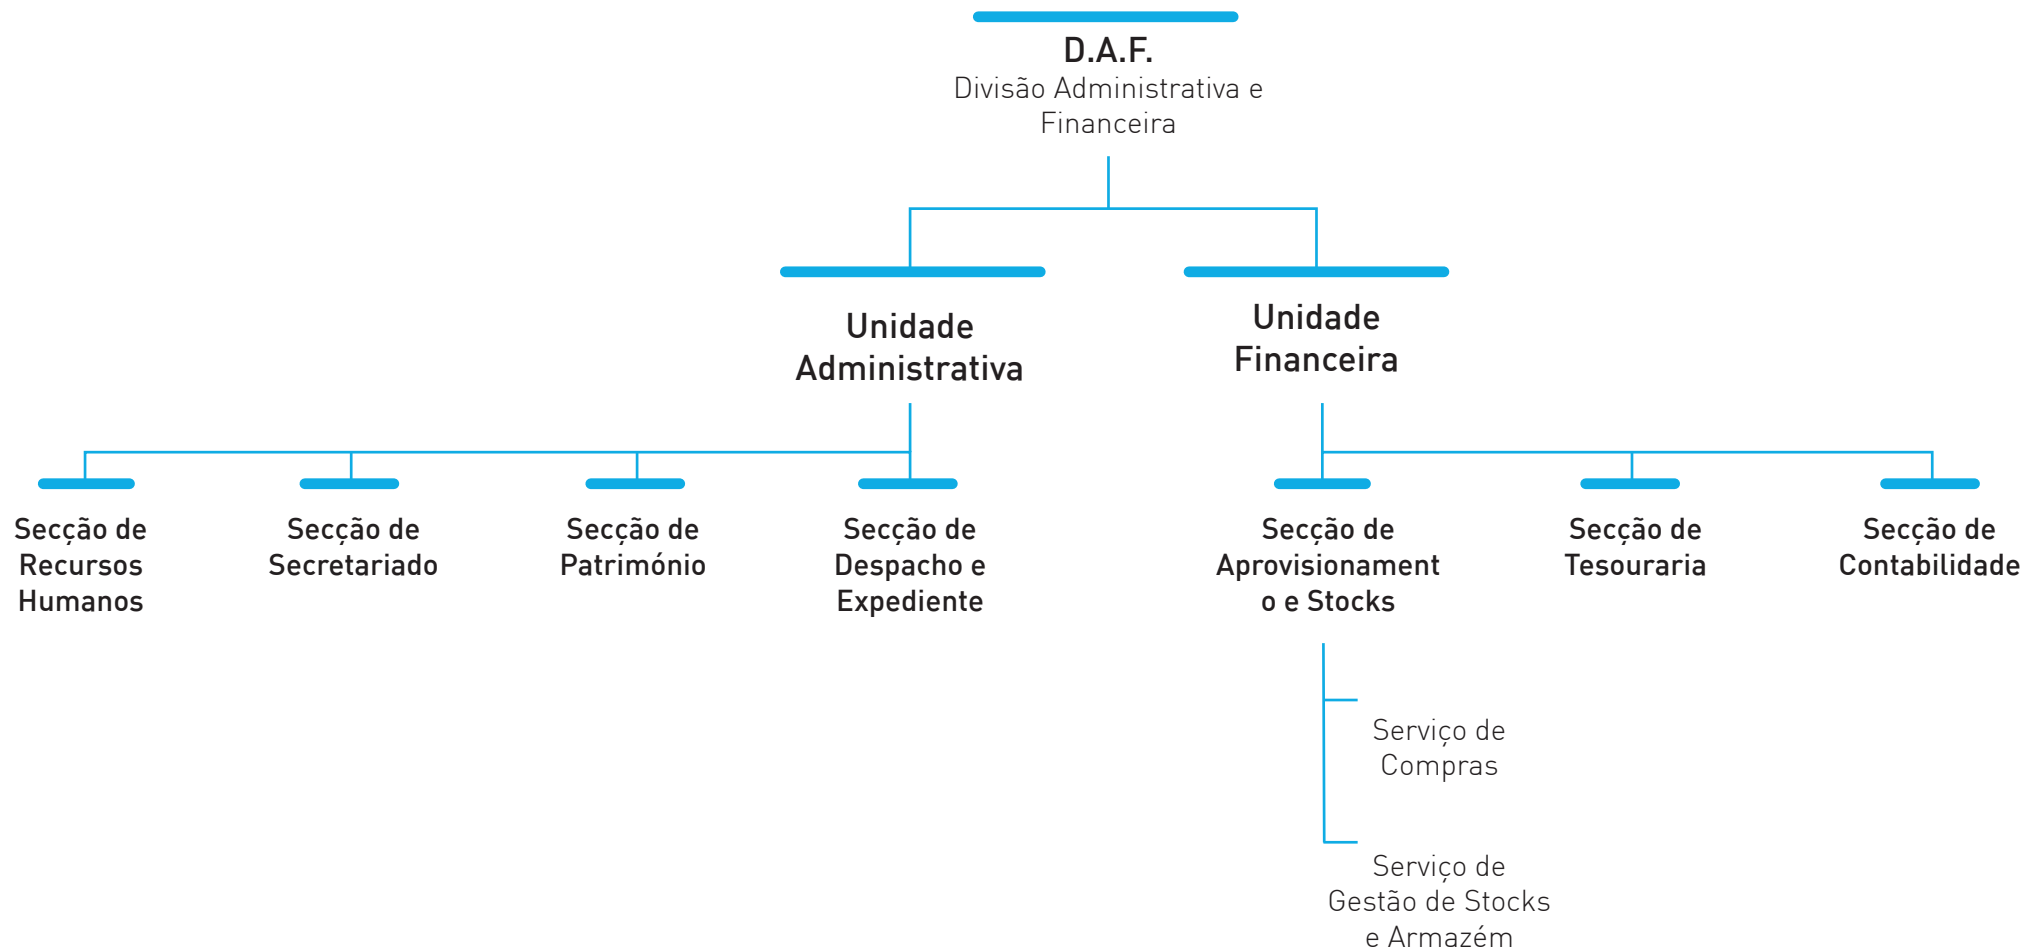 D.A.F.
Divisão Administrativa e
Financeira
Unidade
Administrativa
Unidade
Financeira
Secção de
Recursos
Humanos
Secção de
Secretariado
Secção de
Património
Secção de
Despacho e
Expediente
Secção de
Aprovisionament
o e Stocks
Secção de
Tesouraria
Secção de
Contabilidade
Serviço de
Compras
Serviço de
Gestão de Stocks
e Armazém